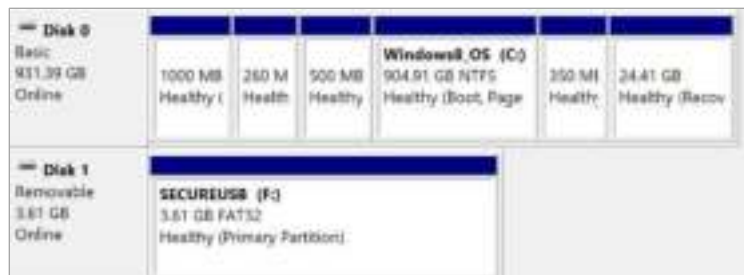 Disk 0
Basic
931.39 GB
Online
1000 MB
Healthy (
260 M
Health
500 MB
Healthy
Windows8_OS (C:)
904.91 GB NTFS
Healthy (Boot, Page
350 MI
Healthy
24.41 GB
Healthy (Recov
Disk 1
Removable
3.61 GB
Online
SECUREUSB (F:)
3.61 GB FAT32
Healthy (Primary Partition)